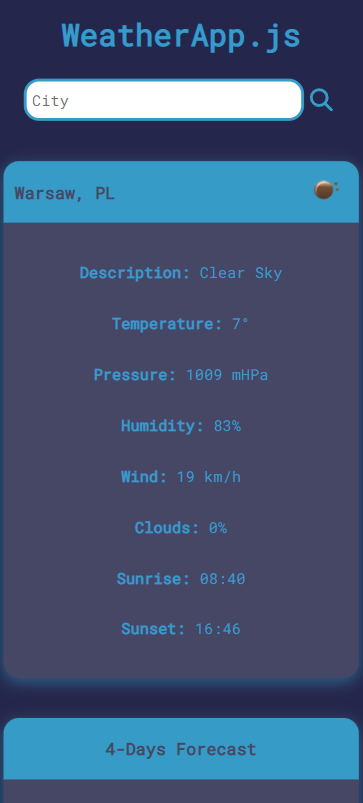 WeatherApp.js
City
Warsaw, PL
Description: Clear Sky
Temperature: 7°
Pressure: 1009 mHPa
Humidity: 83%
Wind: 19 km/h
Clouds: 0%
Sunrise: 08:40
Sunset: 16:46
4-Days Forecast